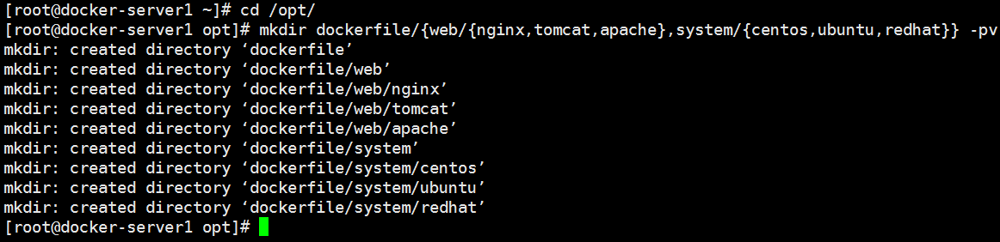 [root@docker-server1 ~]# cd /opt/
[root@docker-server1 opt]# mkdir dockerfile/{web/{nginx,tomcat,apache},system/{centos,ubuntu,redhat}} -pv
mkdir: created directory ‘dockerfile’
mkdir: created directory ‘dockerfile/web’
mkdir: created directory ‘dockerfile/web/nginx’
mkdir: created directory ‘dockerfile/web/tomcat’
mkdir: created directory ‘dockerfile/web/apache’
mkdir: created directory ‘dockerfile/system’
mkdir: created directory ‘dockerfile/system/centos’
mkdir: created directory ‘dockerfile/system/ubuntu’
mkdir: created directory ‘dockerfile/system/redhat’
[root@docker-server1 opt]#